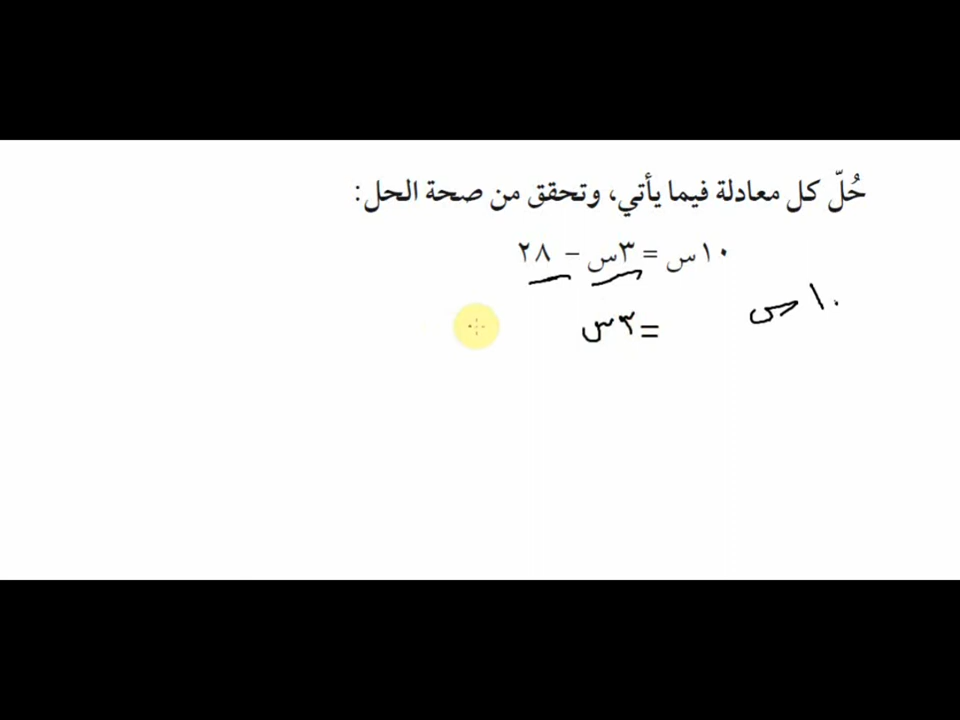 حُلّ كل معادلة فيما يأتي، وتحقق من صحة الحل:
١٠س = ٣س – ٢٨
١٠س = ٣س